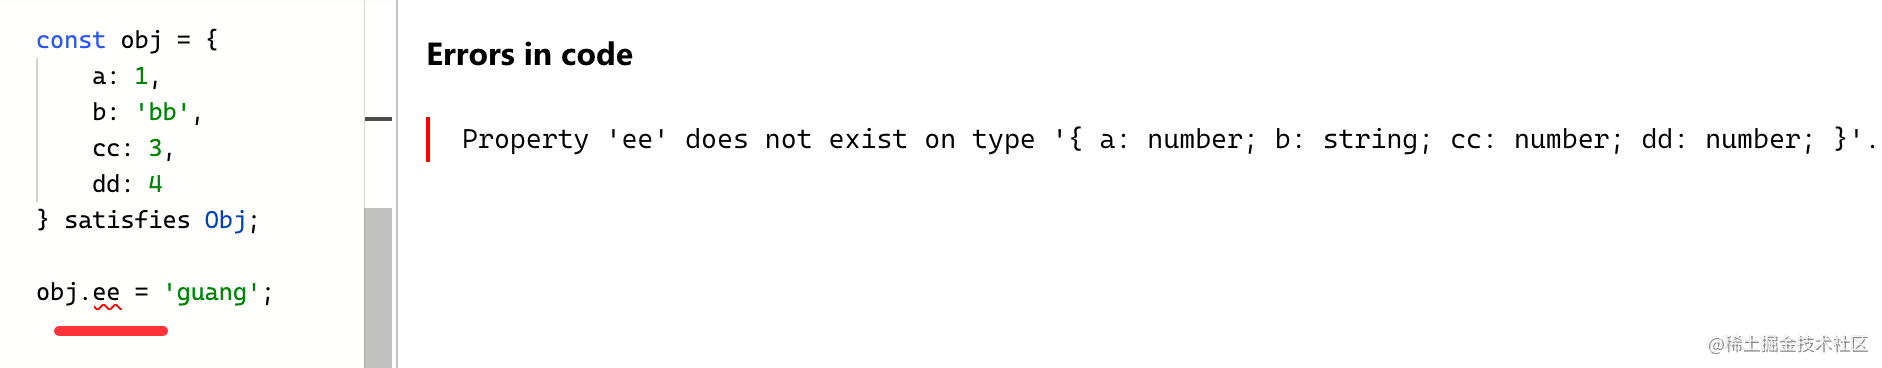 const obj = {
    a: 1,
    b: 'bb',
    cc: 3,
    dd: 4
} satisfies Obj;
obj.ee = 'guang';
Errors in code
Property 'ee' does not exist on type '{ a: number; b: string; cc: number; dd: number; }'.
@稀土掘金技术社区